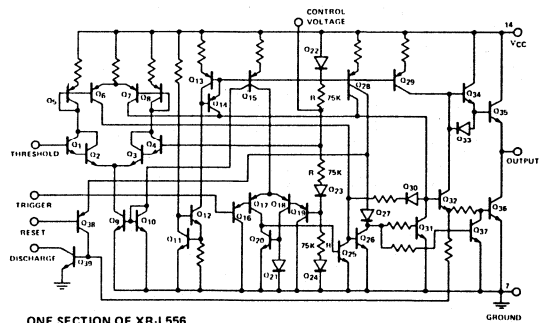 CONTROL
VOLTAGE
14
VCC
Q22
Q13
Q5
Q6
Q7
Q8
Q14
Q15
R
75K
Q28
Q29
Q34
Q35
Q33
Q1
Q2
Q3
Q4
THRESHOLD
OUTPUT
R
75K
Q23
Q30
Q32
TRIGGER
Q38
RESET
Q9
Q10
Q12
Q11
Q16
Q17
Q18
Q19
Q27
Q36
Q31
Q37
DISCHARGE
Q39
Q20
Q21
75K
R
Q24
Q25
Q26
7
GROUND
ONE SECTION OF XR-L556